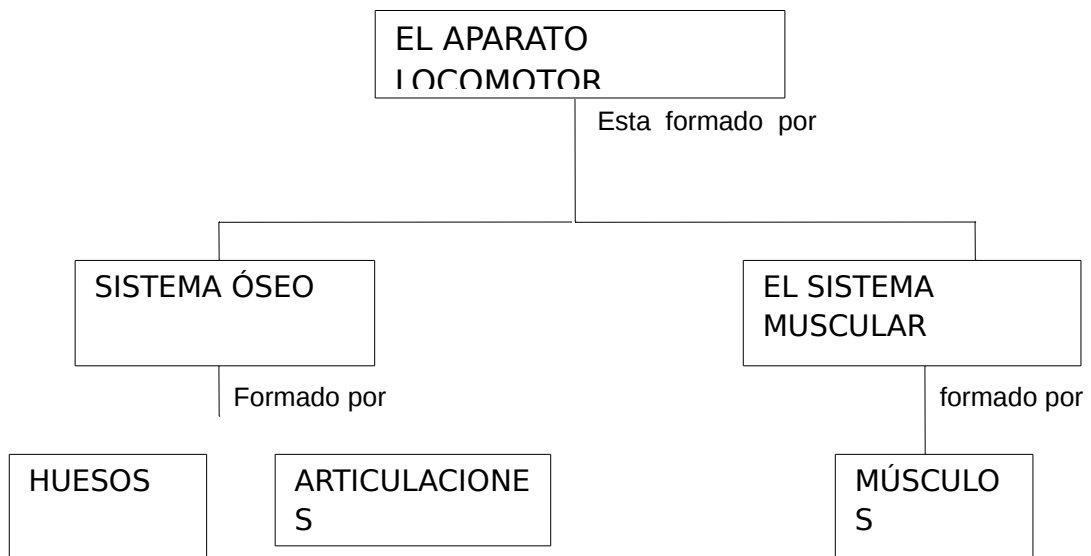 EL APARATO
LOCOMOTOR
Esta formado por
SISTEMA ÓSEO
EL SISTEMA
MUSCULAR
Formado por
formado por
HUESOS
ARTICULACIONE
S
MÚSCULO
S